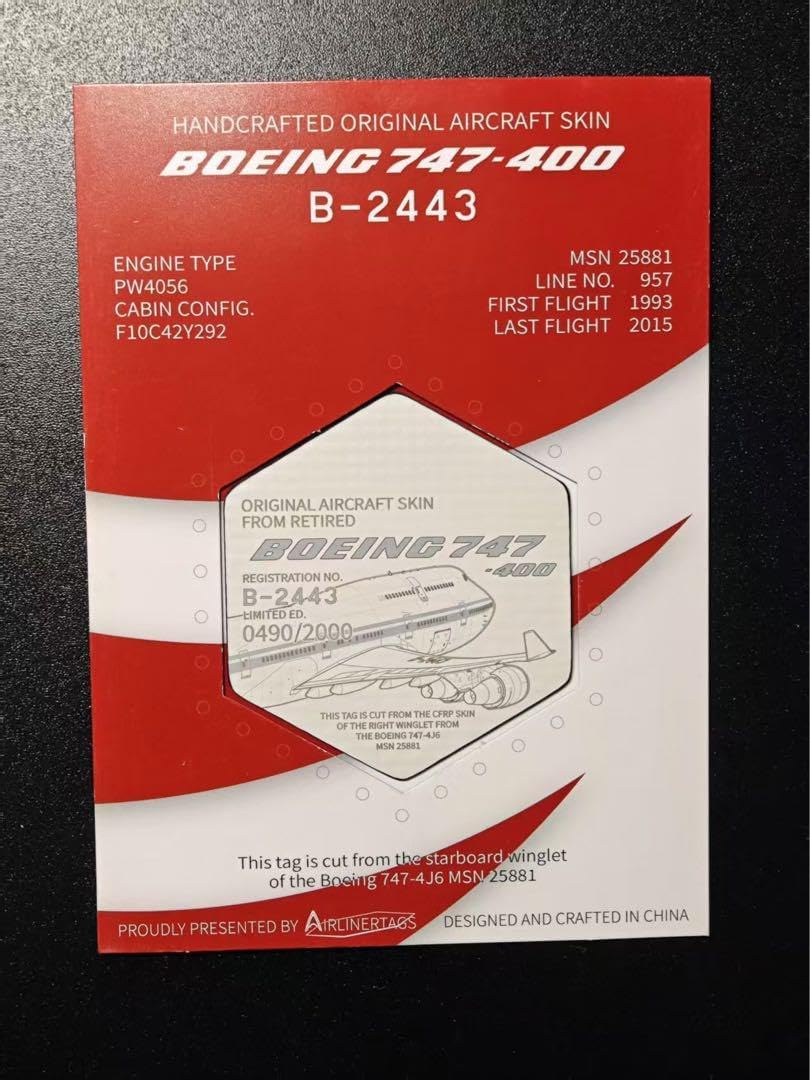 HANDCRAFTED ORIGINAL AIRCRAFT SKIN
BOEING 747-400
B-2443
ENGINE TYPE
PW4056
CABIN CONFIG.
F10C42Y292
MSN 25881
LINE NO. 957
FIRST FLIGHT 1993
LAST FLIGHT 2015
ORIGINAL AIRCRAFT SKIN
FROM RETIRED
BOEING 747
-400
REGISTRATION NO.
B-2443
LIMITED ED.
0490/2000
THIS TAG IS CUT FROM THE CFRP SKIN
OF THE RIGHT WINGLET FROM
THE BOEING 747-4J6
MSN 25881
This tag is cut from the starboard winglet
of the Boeing 747-4J6 MSN 25881
PROUDLY PRESENTED BY AIRLINERTAGS DESIGNED AND CRAFTED IN CHINA